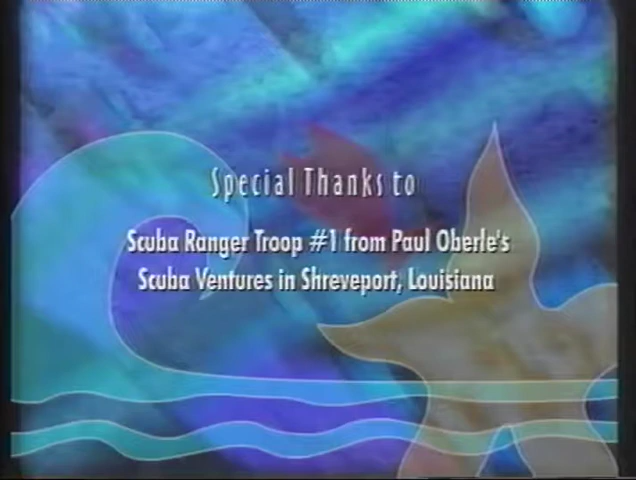 Special Thanks to
Scuba Ranger Troop #1 from Paul Oberle's
Scuba Ventures in Shreveport, Louisiana